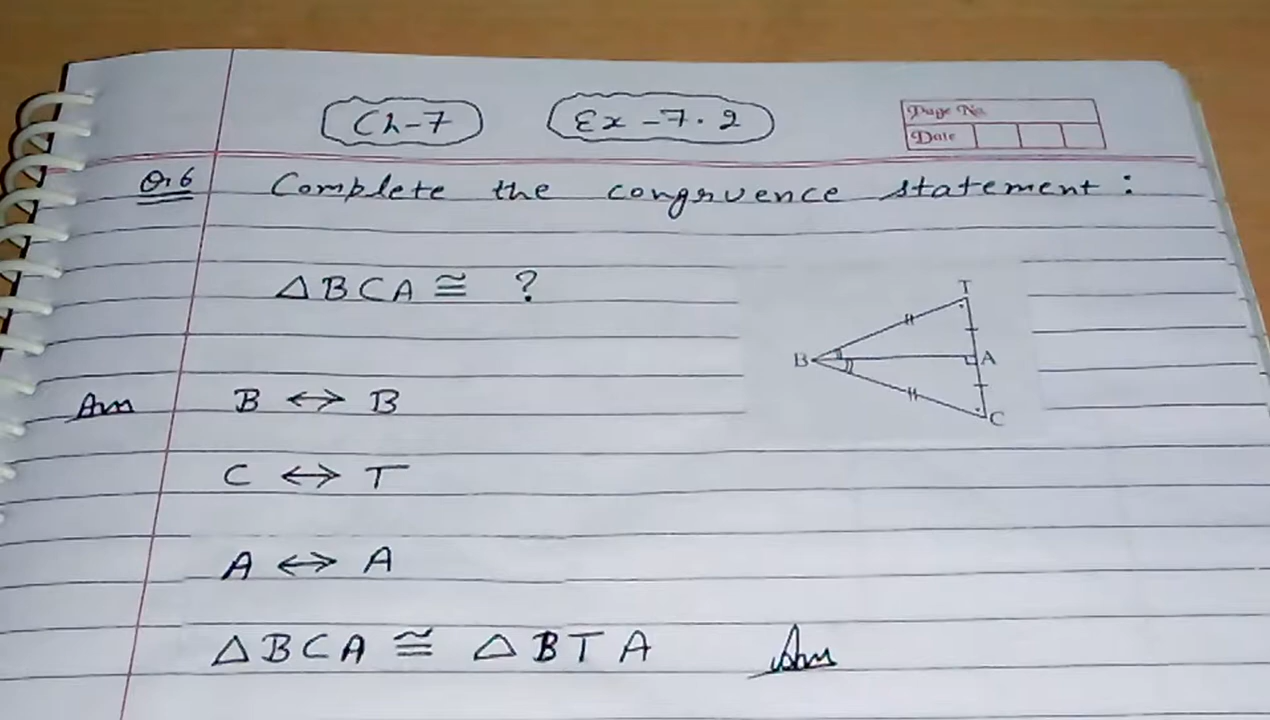 Ch-7 Ex-7.2
Page No.
Date
Q.6 Complete the congruence statement:
△BCA ≅ ?
T
B A
C
Ans B ↔ B
C ↔ T
A ↔ A
△BCA ≅ △BTA Ans